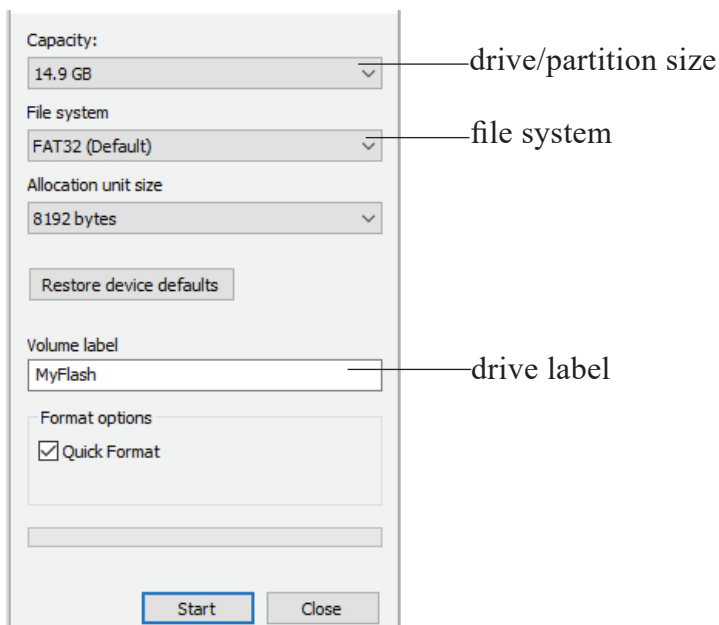 Capacity:
14.9 GB
drive/partition size
File system
FAT32 (Default)
file system
Allocation unit size
8192 bytes
Restore device defaults
Volume label
MyFlash
drive label
Format options
Quick Format
Start
Close